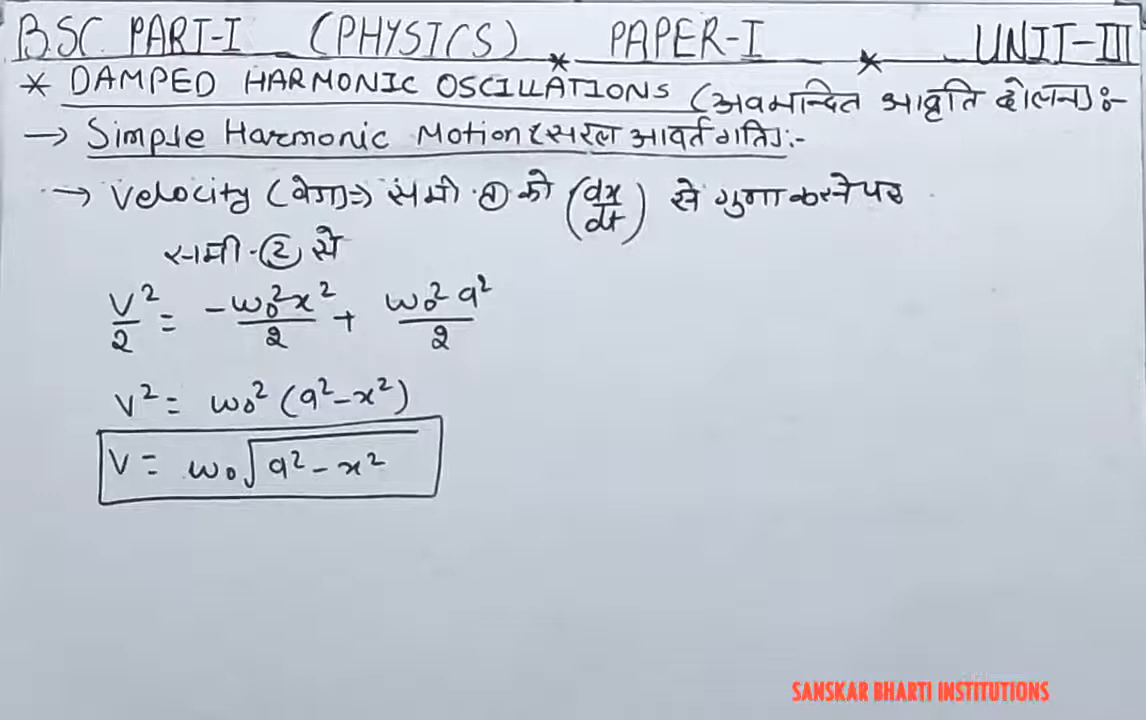 BSC PART-I (PHYSICS) * PAPER-I * UNIT-III
* DAMPED HARMONIC OSCILLATIONS (अवमन्दित आवृति दोलन):-
→ Simple Harmonic Motion (सरल आवर्त गति):-
→ Velocity (वेग)⇒ समी. ① को (dx/dt) से गुणा करने पर
समी. ② से
V²/2 = -ω₀²x²/2 + ω₀²a²/2
V² = ω₀² (a²-x²)
V = ω₀√a²-x²
SANSKAR BHARTI INSTITUTIONS